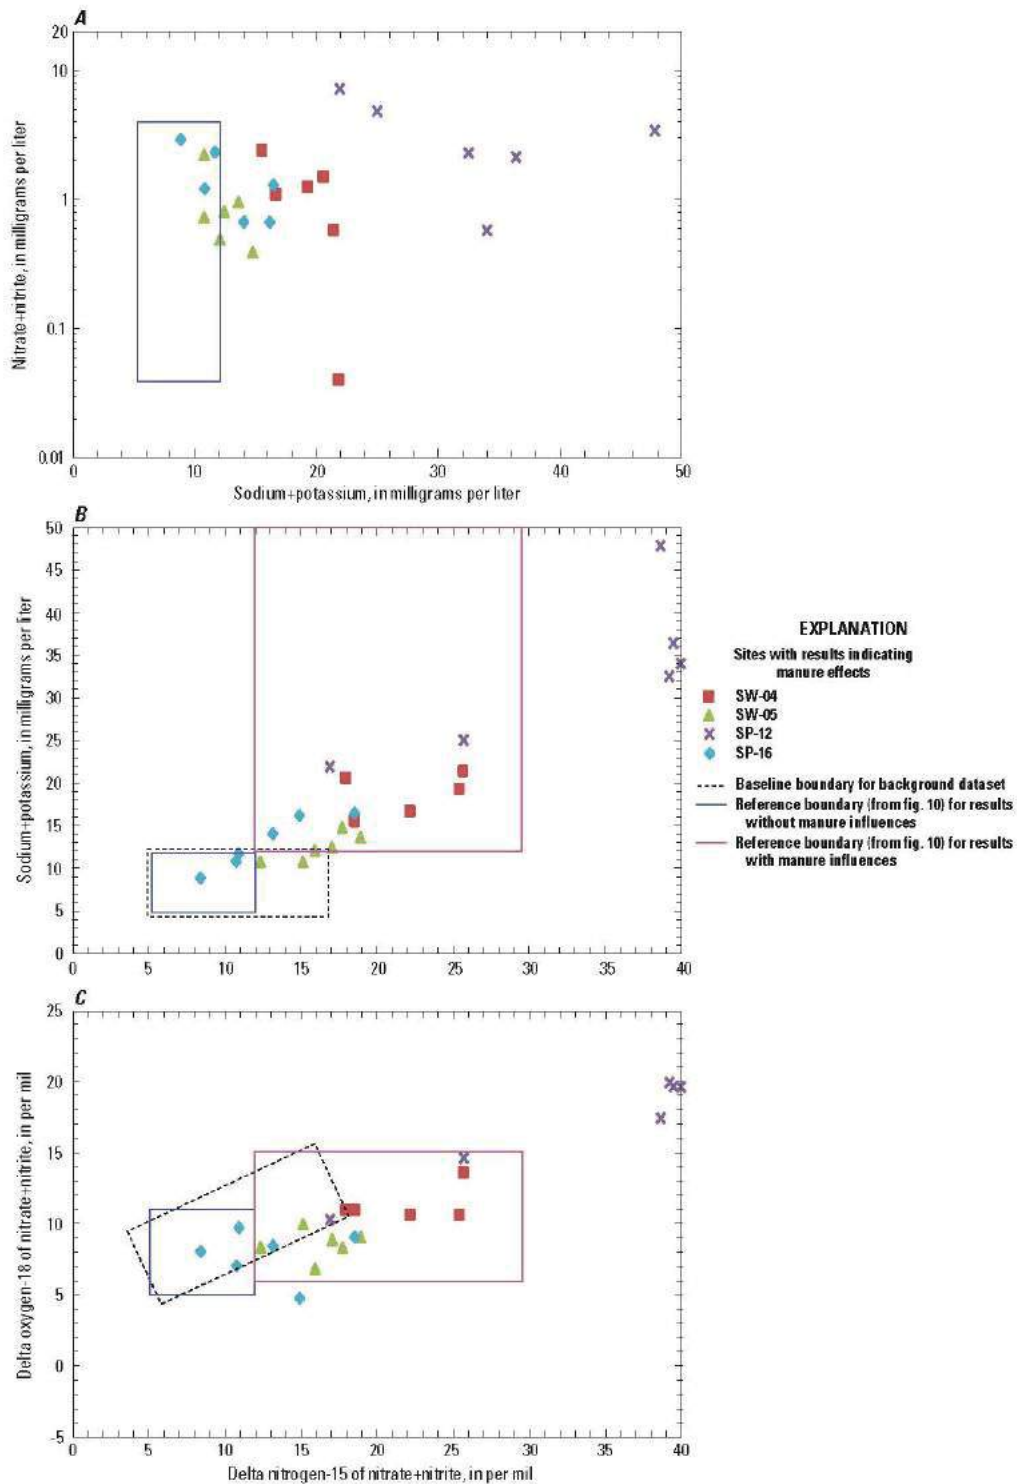 A
20
10
1
0.1
0.01
Nitrate+nitrite, in milligrams per liter
0 10 20 30 40 50
Sodium+potassium, in milligrams per liter
B
50
45
40
35
30
25
20
15
10
5
0
Sodium+potassium, in milligrams per liter
0 5 10 15 20 25 30 35 40
EXPLANATION
Sites with results indicating
manure effects
SW-04
SW-05
SP-12
SP-16
Baseline boundary for background dataset
Reference boundary (from fig. 10) for results
without manure influences
Reference boundary (from fig. 10) for results
with manure influences
C
25
20
15
10
5
0
-5
Delta oxygen-18 of nitrate+nitrite, in per mil
0 5 10 15 20 25 30 35 40
Delta nitrogen-15 of nitrate+nitrite, in per mil